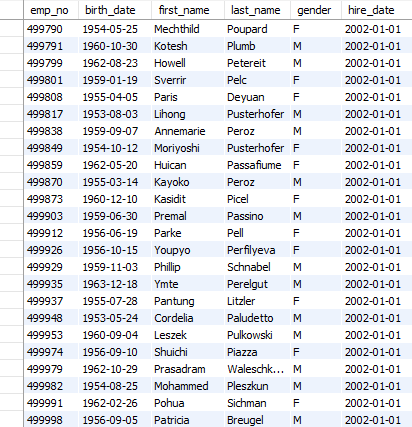 emp_no birth_date first_name last_name gender hire_date
499790 1954-05-25 Mechthild Poupard F 2002-01-01
499791 1960-10-30 Kotesh Plumb M 2002-01-01
499799 1962-08-23 Howell Petereit M 2002-01-01
499801 1959-01-19 Sverrir Pelc F 2002-01-01
499808 1955-04-05 Paris Deyuan F 2002-01-01
499817 1953-08-03 Lihong Pusterhofer M 2002-01-01
499838 1959-09-07 Annemarie Peroz M 2002-01-01
499849 1954-10-12 Moriyoshi Pusterhofer F 2002-01-01
499859 1962-05-20 Huican Passafiume F 2002-01-01
499870 1955-03-14 Kayoko Peroz M 2002-01-01
499873 1960-12-10 Kasidit Picel F 2002-01-01
499903 1959-06-30 Premal Passino M 2002-01-01
499912 1956-06-19 Parke Pell F 2002-01-01
499926 1956-10-15 Youpyo Perfilyeva F 2002-01-01
499929 1959-11-03 Phillip Schnabel M 2002-01-01
499935 1963-12-18 Ymte Perelgut M 2002-01-01
499937 1955-07-28 Pantung Litzler F 2002-01-01
499948 1953-05-24 Cordelia Paludetto M 2002-01-01
499953 1960-09-04 Leszek Pulkowski M 2002-01-01
499974 1956-09-10 Shuichi Piazza F 2002-01-01
499979 1962-10-29 Prasadram Waleschk... M 2002-01-01
499982 1954-08-25 Mohammed Pleszkun M 2002-01-01
499991 1962-02-26 Pohua Sichman F 2002-01-01
499998 1956-09-05 Patricia Breugel M 2002-01-01